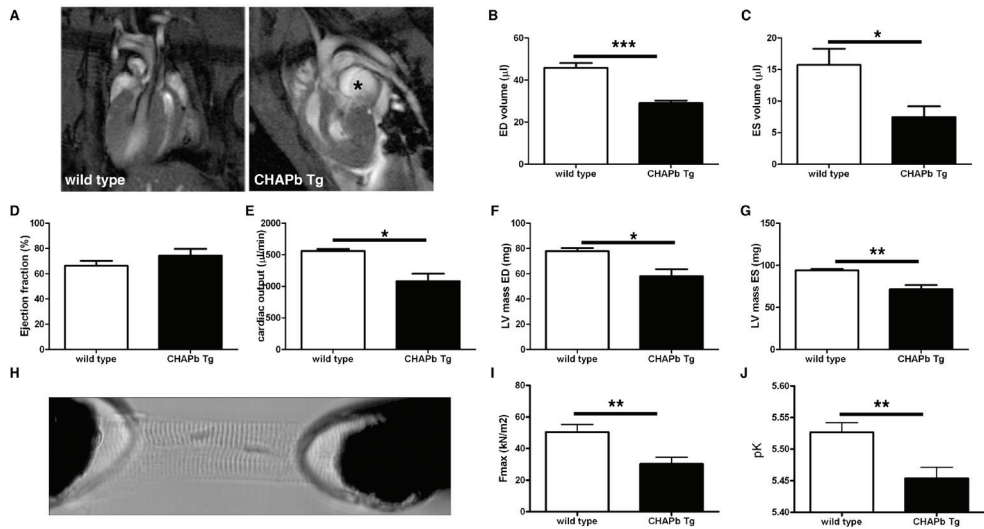 A
wild type
*
CHAPb Tg
B
ED volume (µl)
60
40
20
0
***
wild type
CHAPb Tg
C
ES volume (µl)
20
15
10
5
0
*
wild type
CHAPb Tg
D
Ejection fraction (%)
100
80
60
40
20
0
wild type
CHAPb Tg
E
cardiac output (µl/min)
2000
1500
1000
500
0
*
wild type
CHAPb Tg
F
LV mass ED (mg)
100
80
60
40
20
0
*
wild type
CHAPb Tg
G
LV mass ES (mg)
150
100
50
0
**
wild type
CHAPb Tg
H
I
Fmax (kN/m2)
80
60
40
20
0
**
wild type
CHAPb Tg
J
pK
5.60
5.55
5.50
5.45
5.40
**
wild type
CHAPb Tg